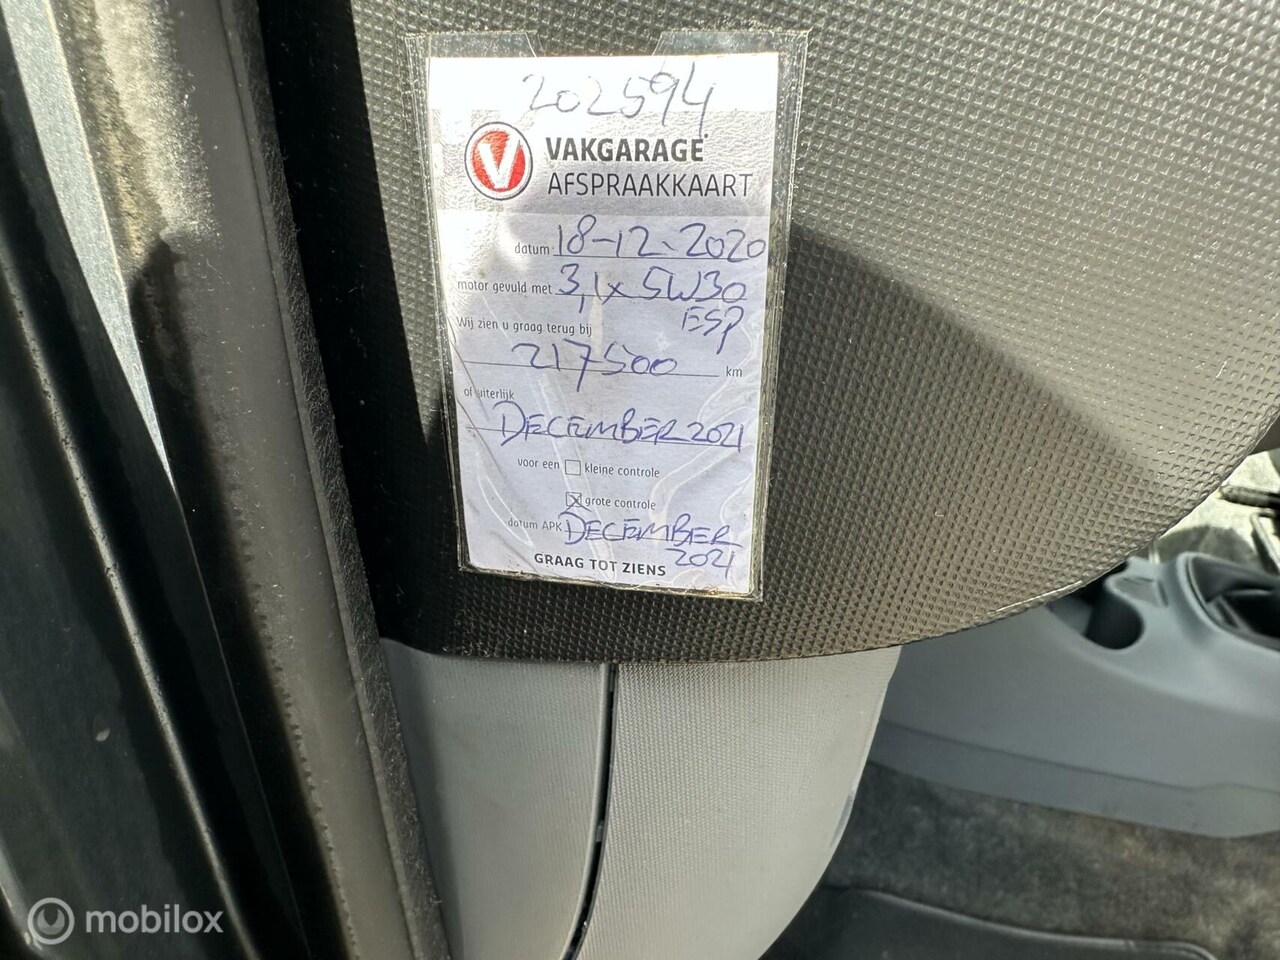 202594
V VAKGARAGE
AFSPRAAKKAART
datum 18-12-2020
motor gevuld met 3,1x 5W30
ESP
Wij zien u graag terug bij
217500 km
of uiterlijk
DECEMBER 2021
voor een kleine controle
grote controle
datum APK DECEMBER
2021
GRAAG TOT ZIENS
mobilox